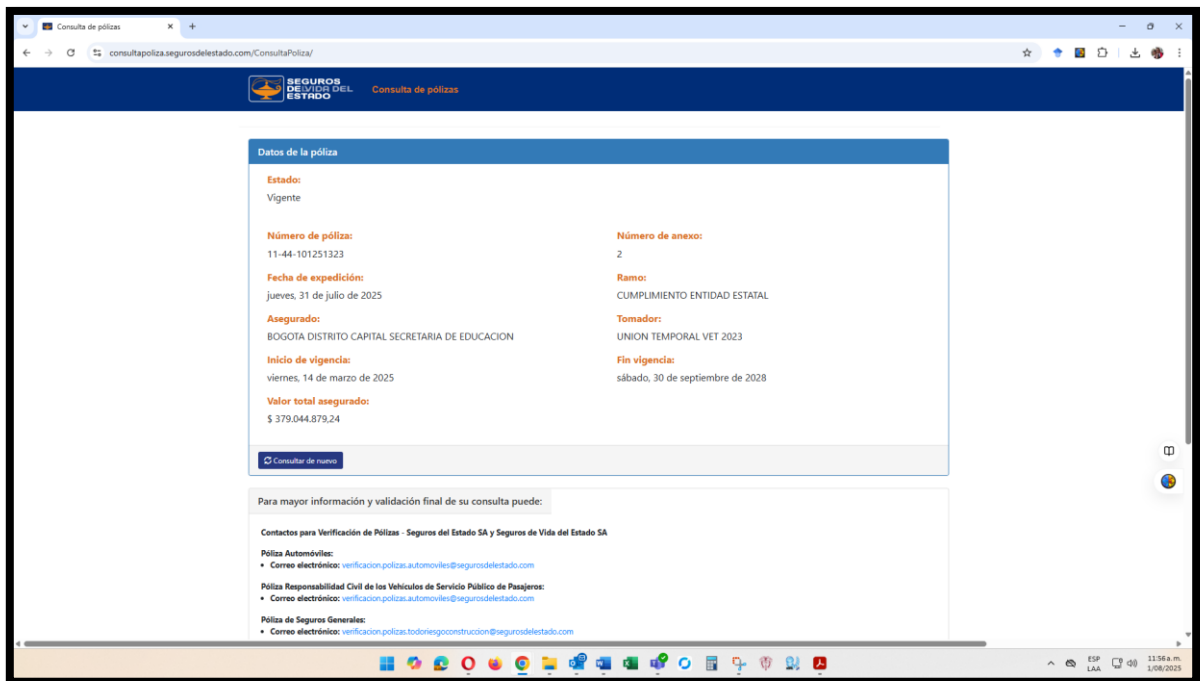 Consulta de pólizas
consultapoliza.segurosdelestado.com/ConsultaPoliza/
SEGUROS
DE VIDA DEL
ESTADO
Consulta de pólizas
Datos de la póliza
Estado:
Vigente
Número de póliza:
11-44-101251323
Número de anexo:
2
Fecha de expedición:
jueves, 31 de julio de 2025
Ramo:
CUMPLIMIENTO ENTIDAD ESTATAL
Asegurado:
BOGOTA DISTRITO CAPITAL SECRETARIA DE EDUCACION
Tomador:
UNION TEMPORAL VET 2023
Inicio de vigencia:
viernes, 14 de marzo de 2025
Fin vigencia:
sábado, 30 de septiembre de 2028
Valor total asegurado:
$ 379.044.879,24
Consultar de nuevo
Para mayor información y validación final de su consulta puede:
Contactos para Verificación de Pólizas - Seguros del Estado SA y Seguros de Vida del Estado SA
Póliza Automóviles:
• Correo electrónico: verificacion.polizas.automoviles@segurosdelestado.com
Póliza Responsabilidad Civil de los Vehículos de Servicio Público de Pasajeros:
• Correo electrónico: verificacion.polizas.automoviles@segurosdelestado.com
Póliza de Seguros Generales:
• Correo electrónico: verificacion.polizas.todoriesgoconstruccion@segurosdelestado.com
ESP
LAA
11:56 a. m.
1/08/2025